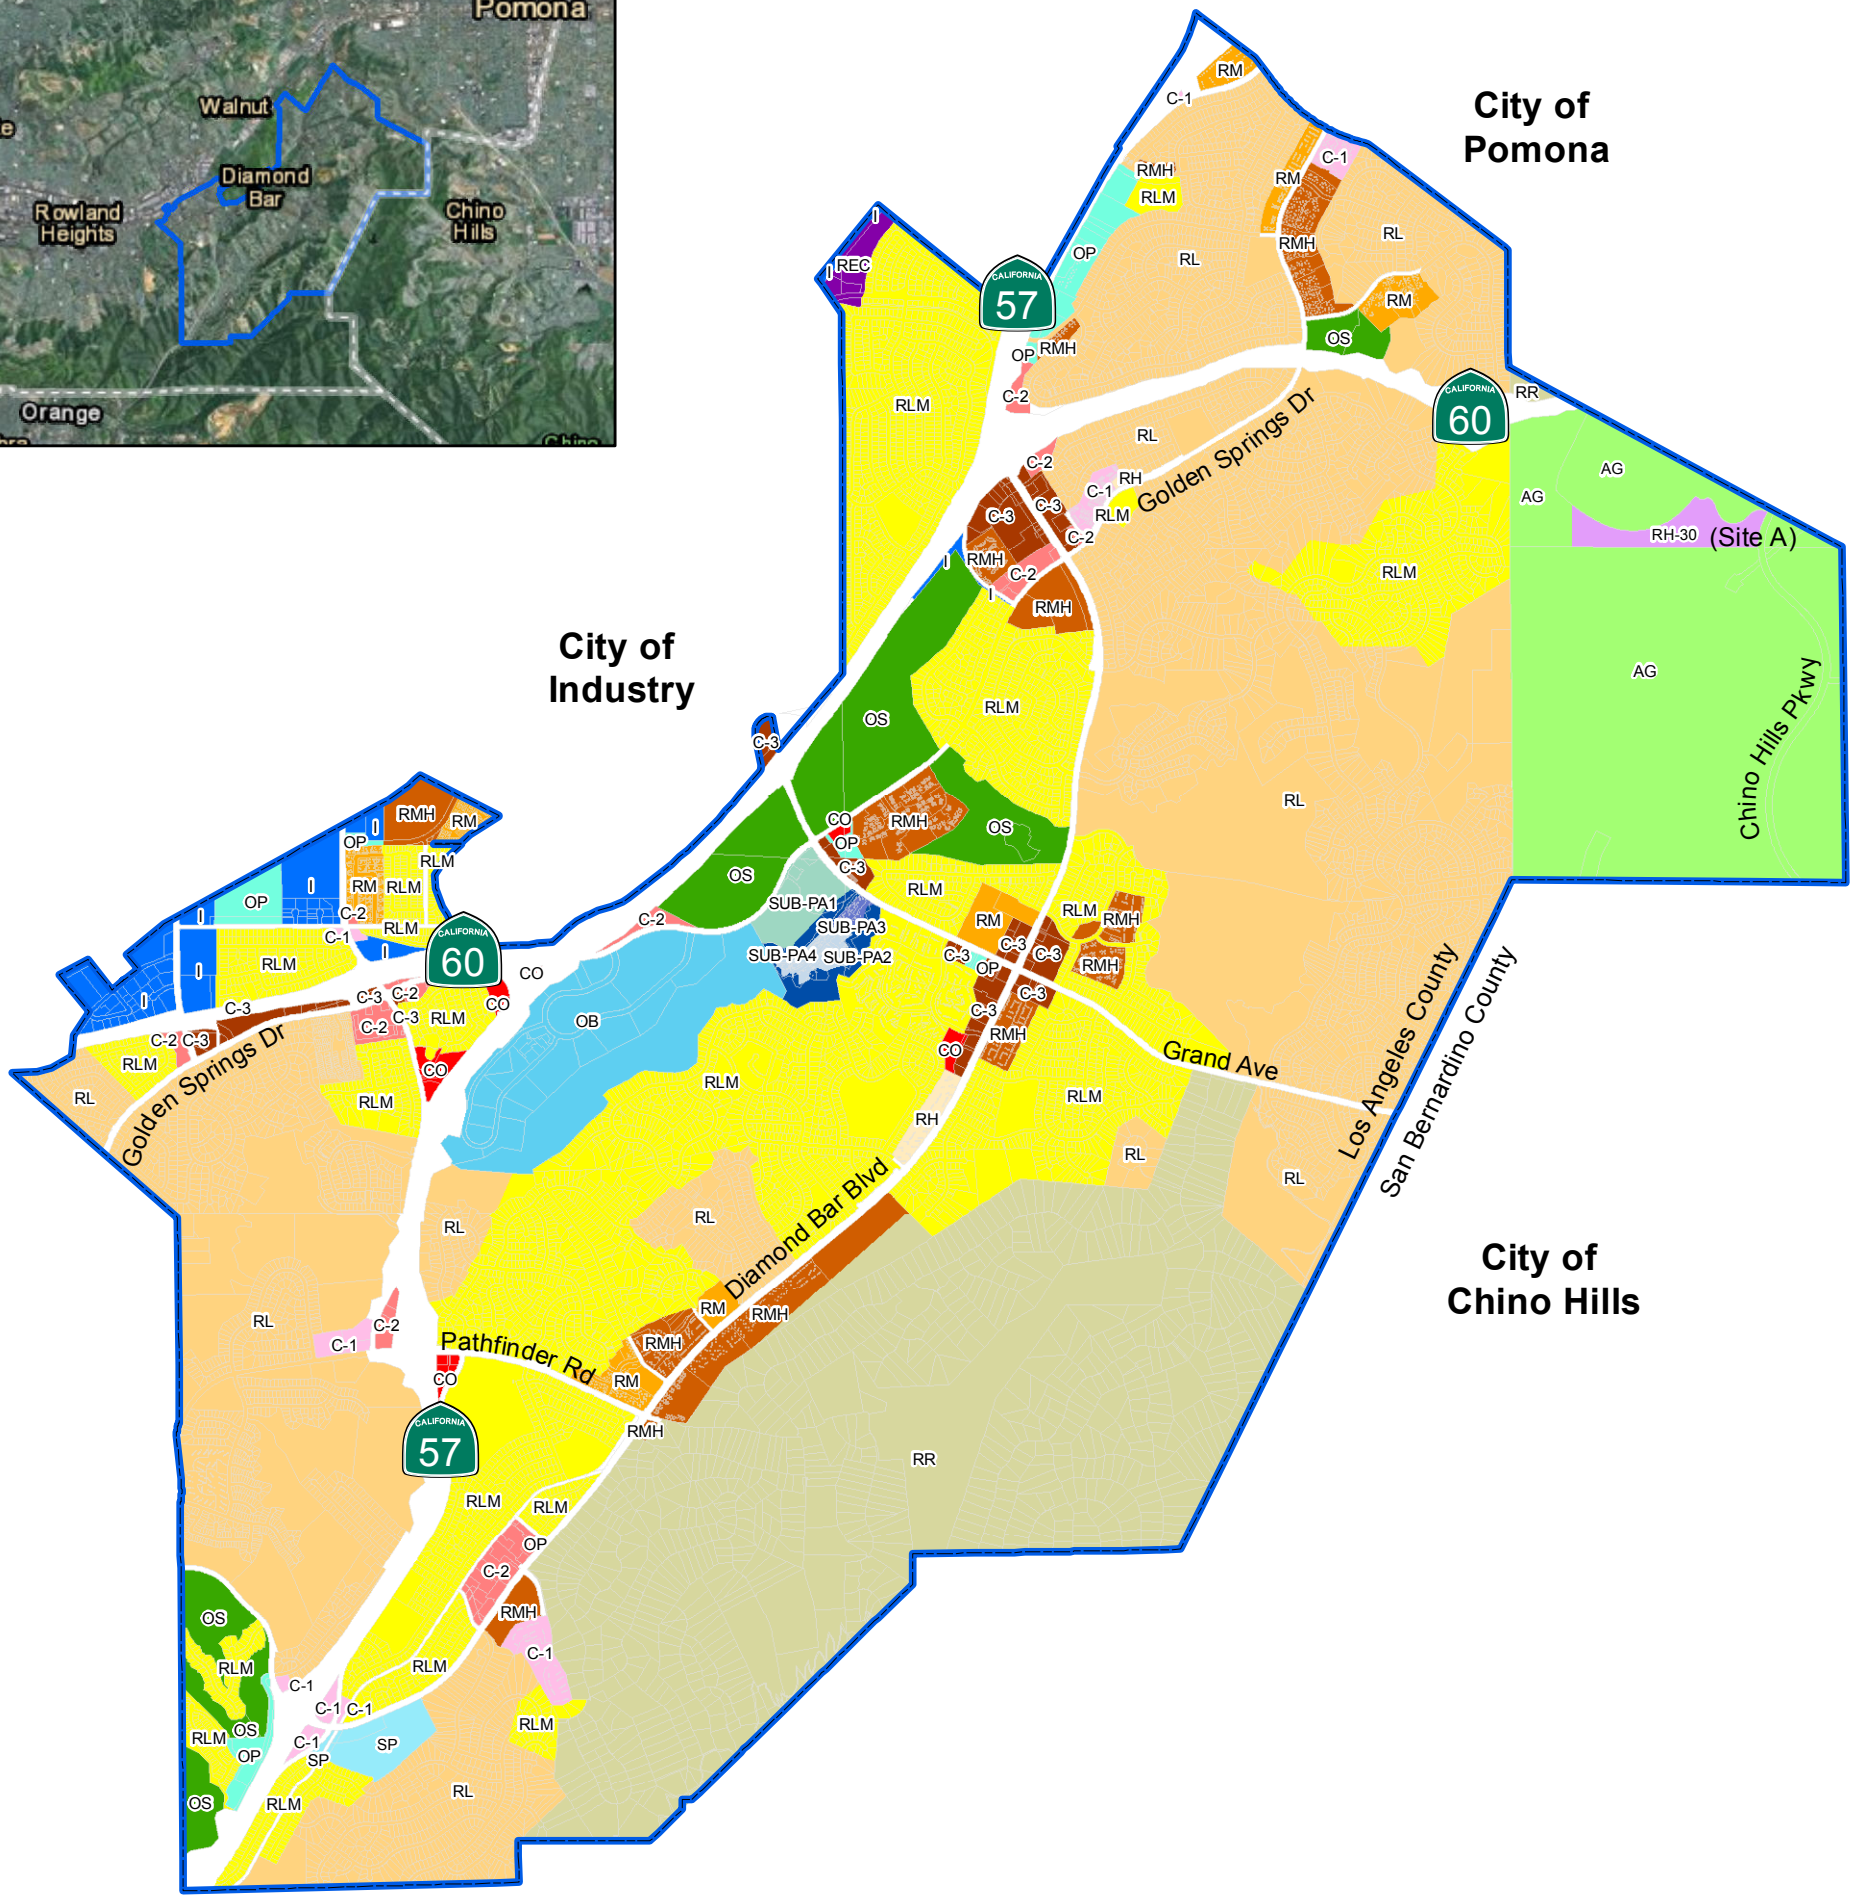 Pomona
Walnut
Diamond
Bar
Rowland
Heights
Chino
Hills
Orange
Chino
City of
Pomona
RM
C-1
C-1
RMH
RLM
RM
I
REC
I
OP
RL
RMH
RL
CALIFORNIA
57
RM
OS
OP
RMH
C-2
CALIFORNIA
60
RR
RLM
RL
Golden Springs Dr
C-2
RH
C-1
C-3
RLM
C-3
C-2
AG
AG
RH-30
(Site A)
RMH
I
C-2
I
RMH
RLM
City of
Industry
AG
Chino Hills Pkwy
RLM
OS
C-3
RL
RMH
RM
I
OP
CO
RMH
OP
OS
C-3
RLM
RM
RLM
I
OP
I
C-2
RLM
C-1
I
OS
C-2
SUB-PA1
SUB-PA3
SUB-PA4
SUB-PA2
RLM
RM
RLM
RMH
C-3
C-3
C-3
OP
RMH
C-3
C-3
RMH
CO
CALIFORNIA
60
CO
CO
OB
RLM
I
I
C-3
C-3
C-2
C-3
RLM
C-2
C-2
C-3
RLM
Golden Springs Dr
CO
RLM
RL
RLM
RH
RLM
Grand Ave
Los Angeles County
San Bernardino County
RL
RL
RL
RL
Diamond Bar Blvd
City of
Chino Hills
RL
C-1
C-2
Pathfinder Rd
RM
RMH
RMH
RM
CO
CALIFORNIA
57
RMH
RR
RLM
RLM
OP
C-2
RMH
C-1
OS
RLM
RLM
C-1
C-1
C-1
RLM
OS
RLM
OP
C-1
SP
SP
OS
RLM
RL